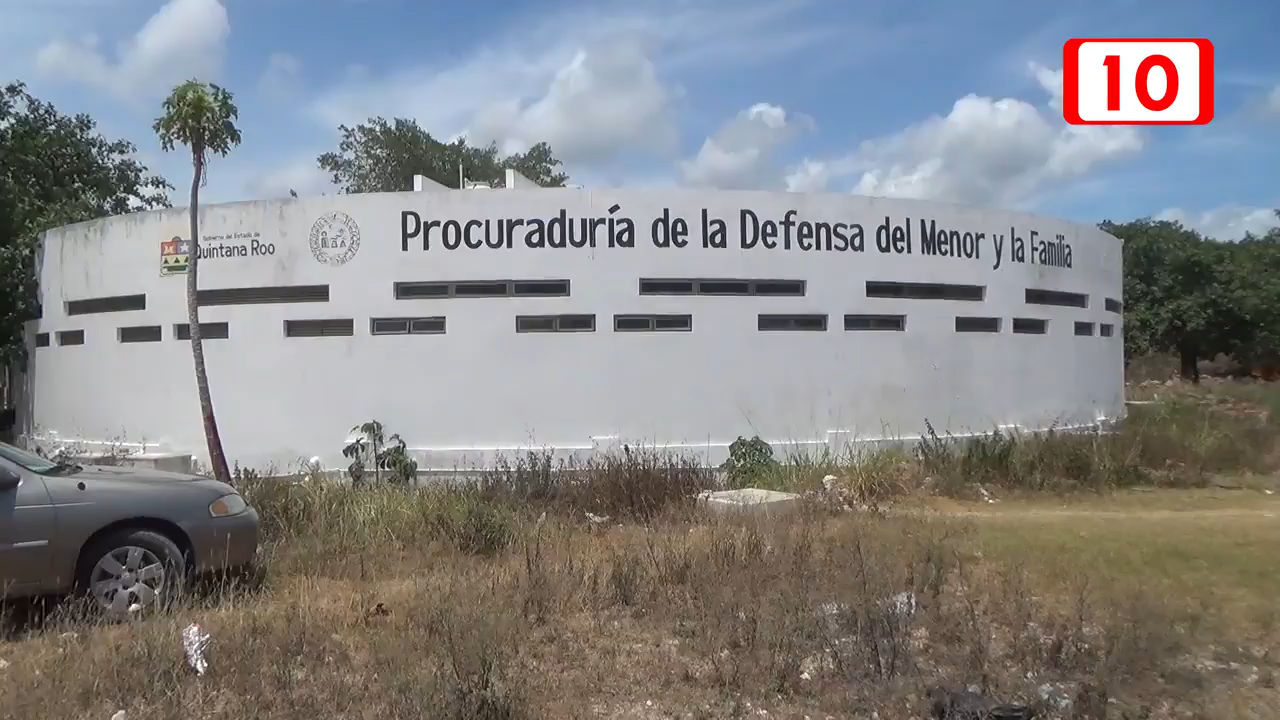 10
Gobierno del Estado de
Quintana Roo
Procuraduría de la Defensa del Menor y la Familia